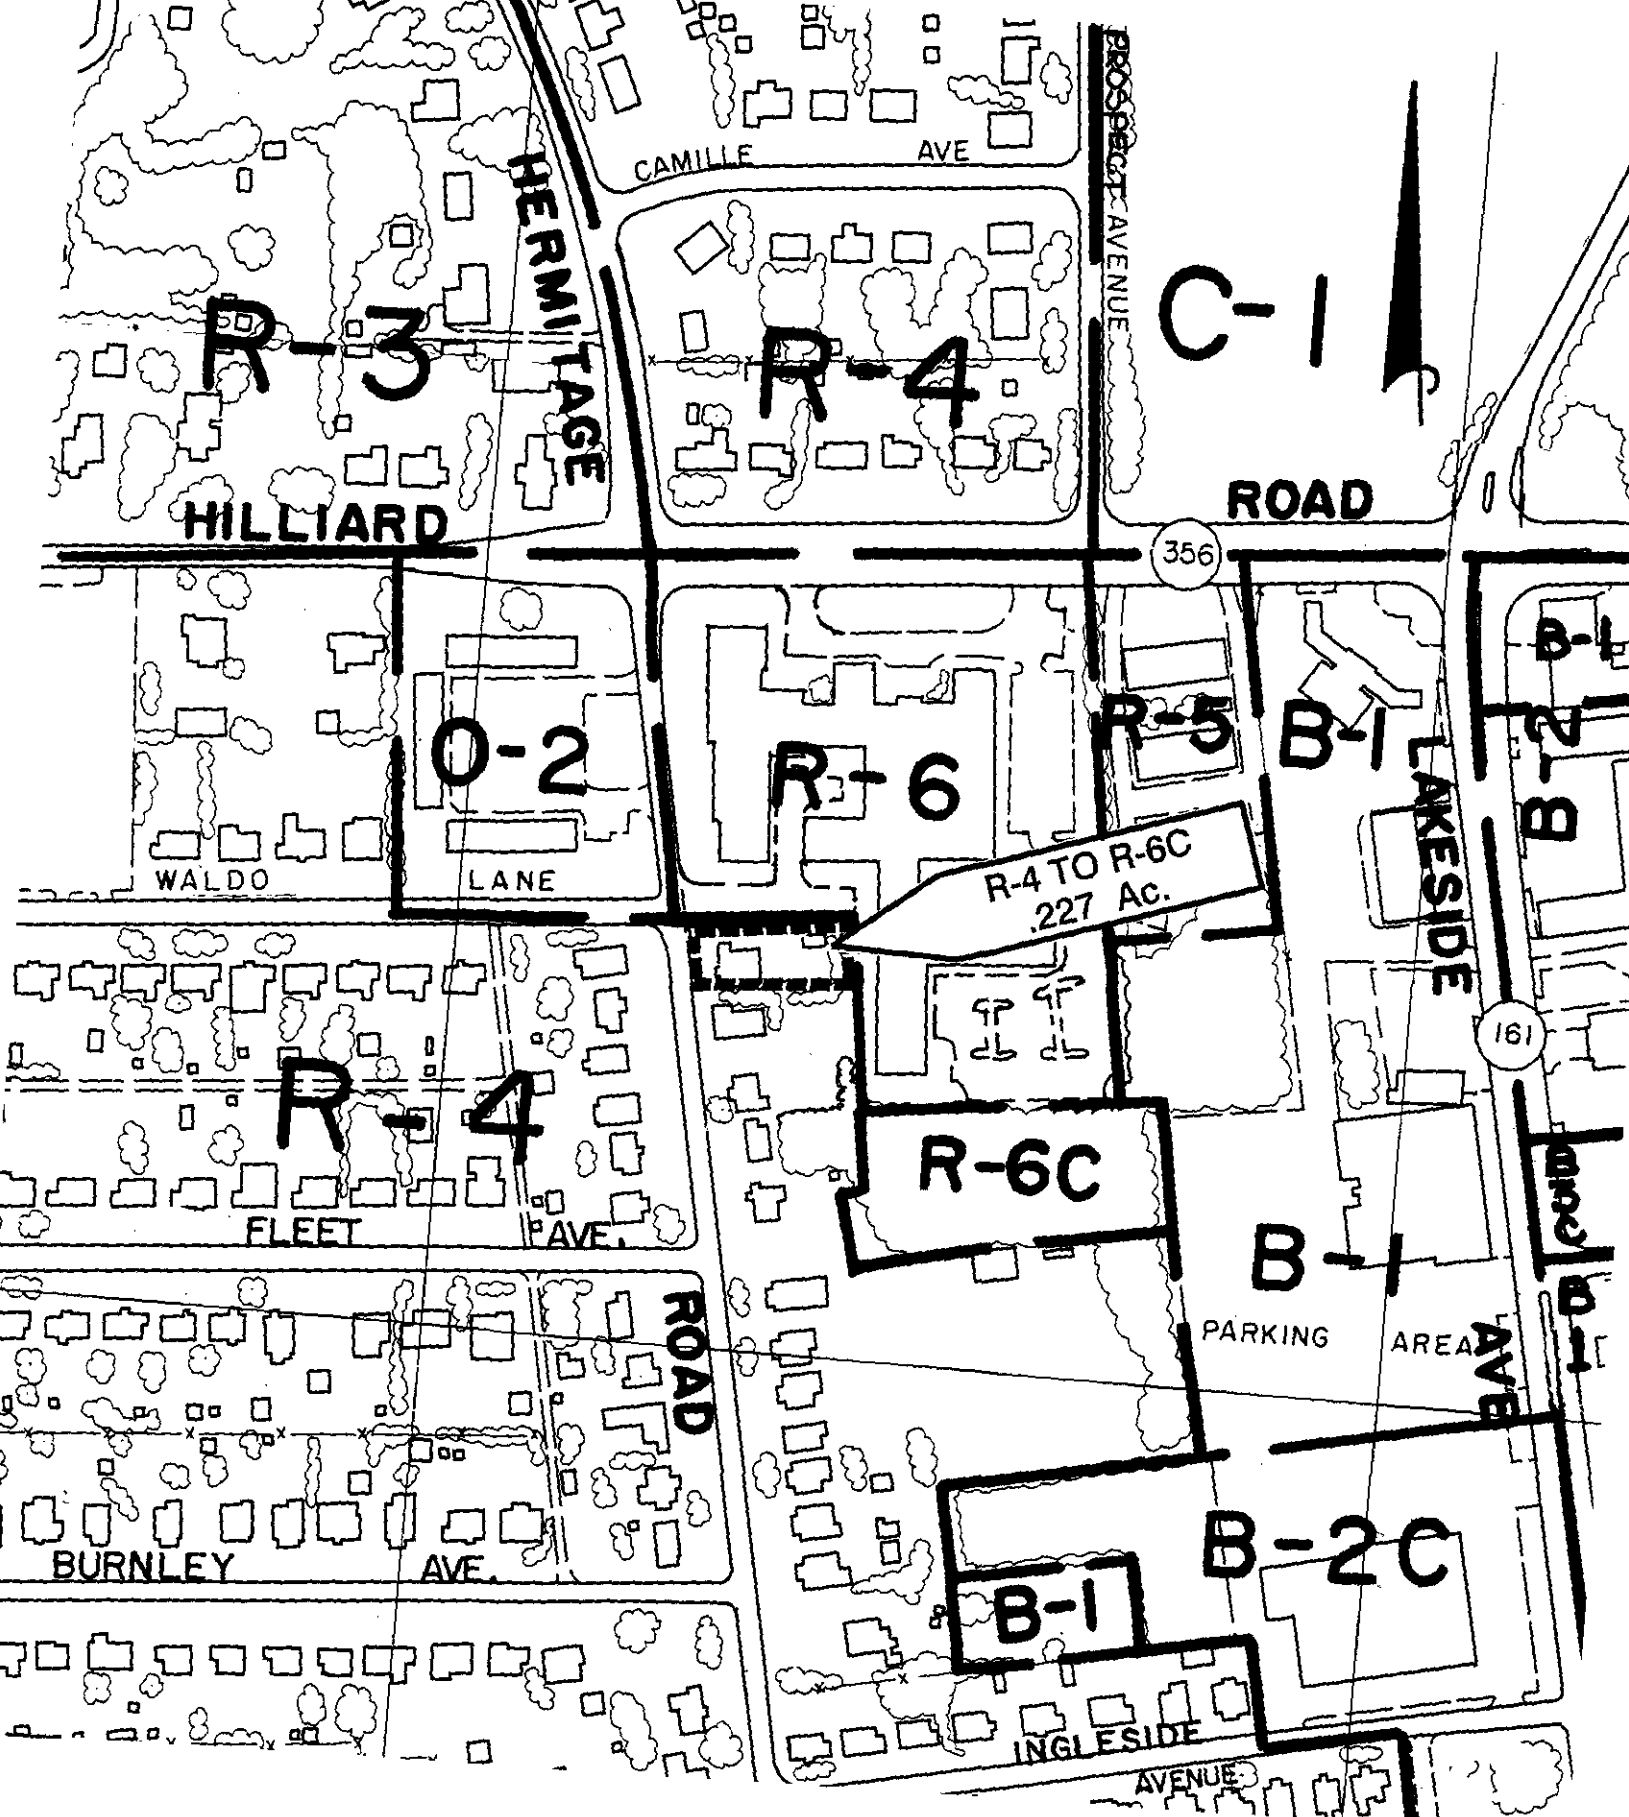 PROSPECT AVENUE
CAMILLE AVE
HERMITAGE
C-1
R-3
R-4
HILLIARD ROAD
356
B-1
O-2
R-6
R-5
B-1
B-2
LAKESIDE
WALDO LANE
R-4 TO R-6C
.227 Ac.
161
R-4
R-6C
FLEET AVE.
B-1
B-2C
B-1
ROAD
PARKING AREA
AVE
B-2C
BURNLEY AVE.
B-1
INGLESIDE
AVENUE